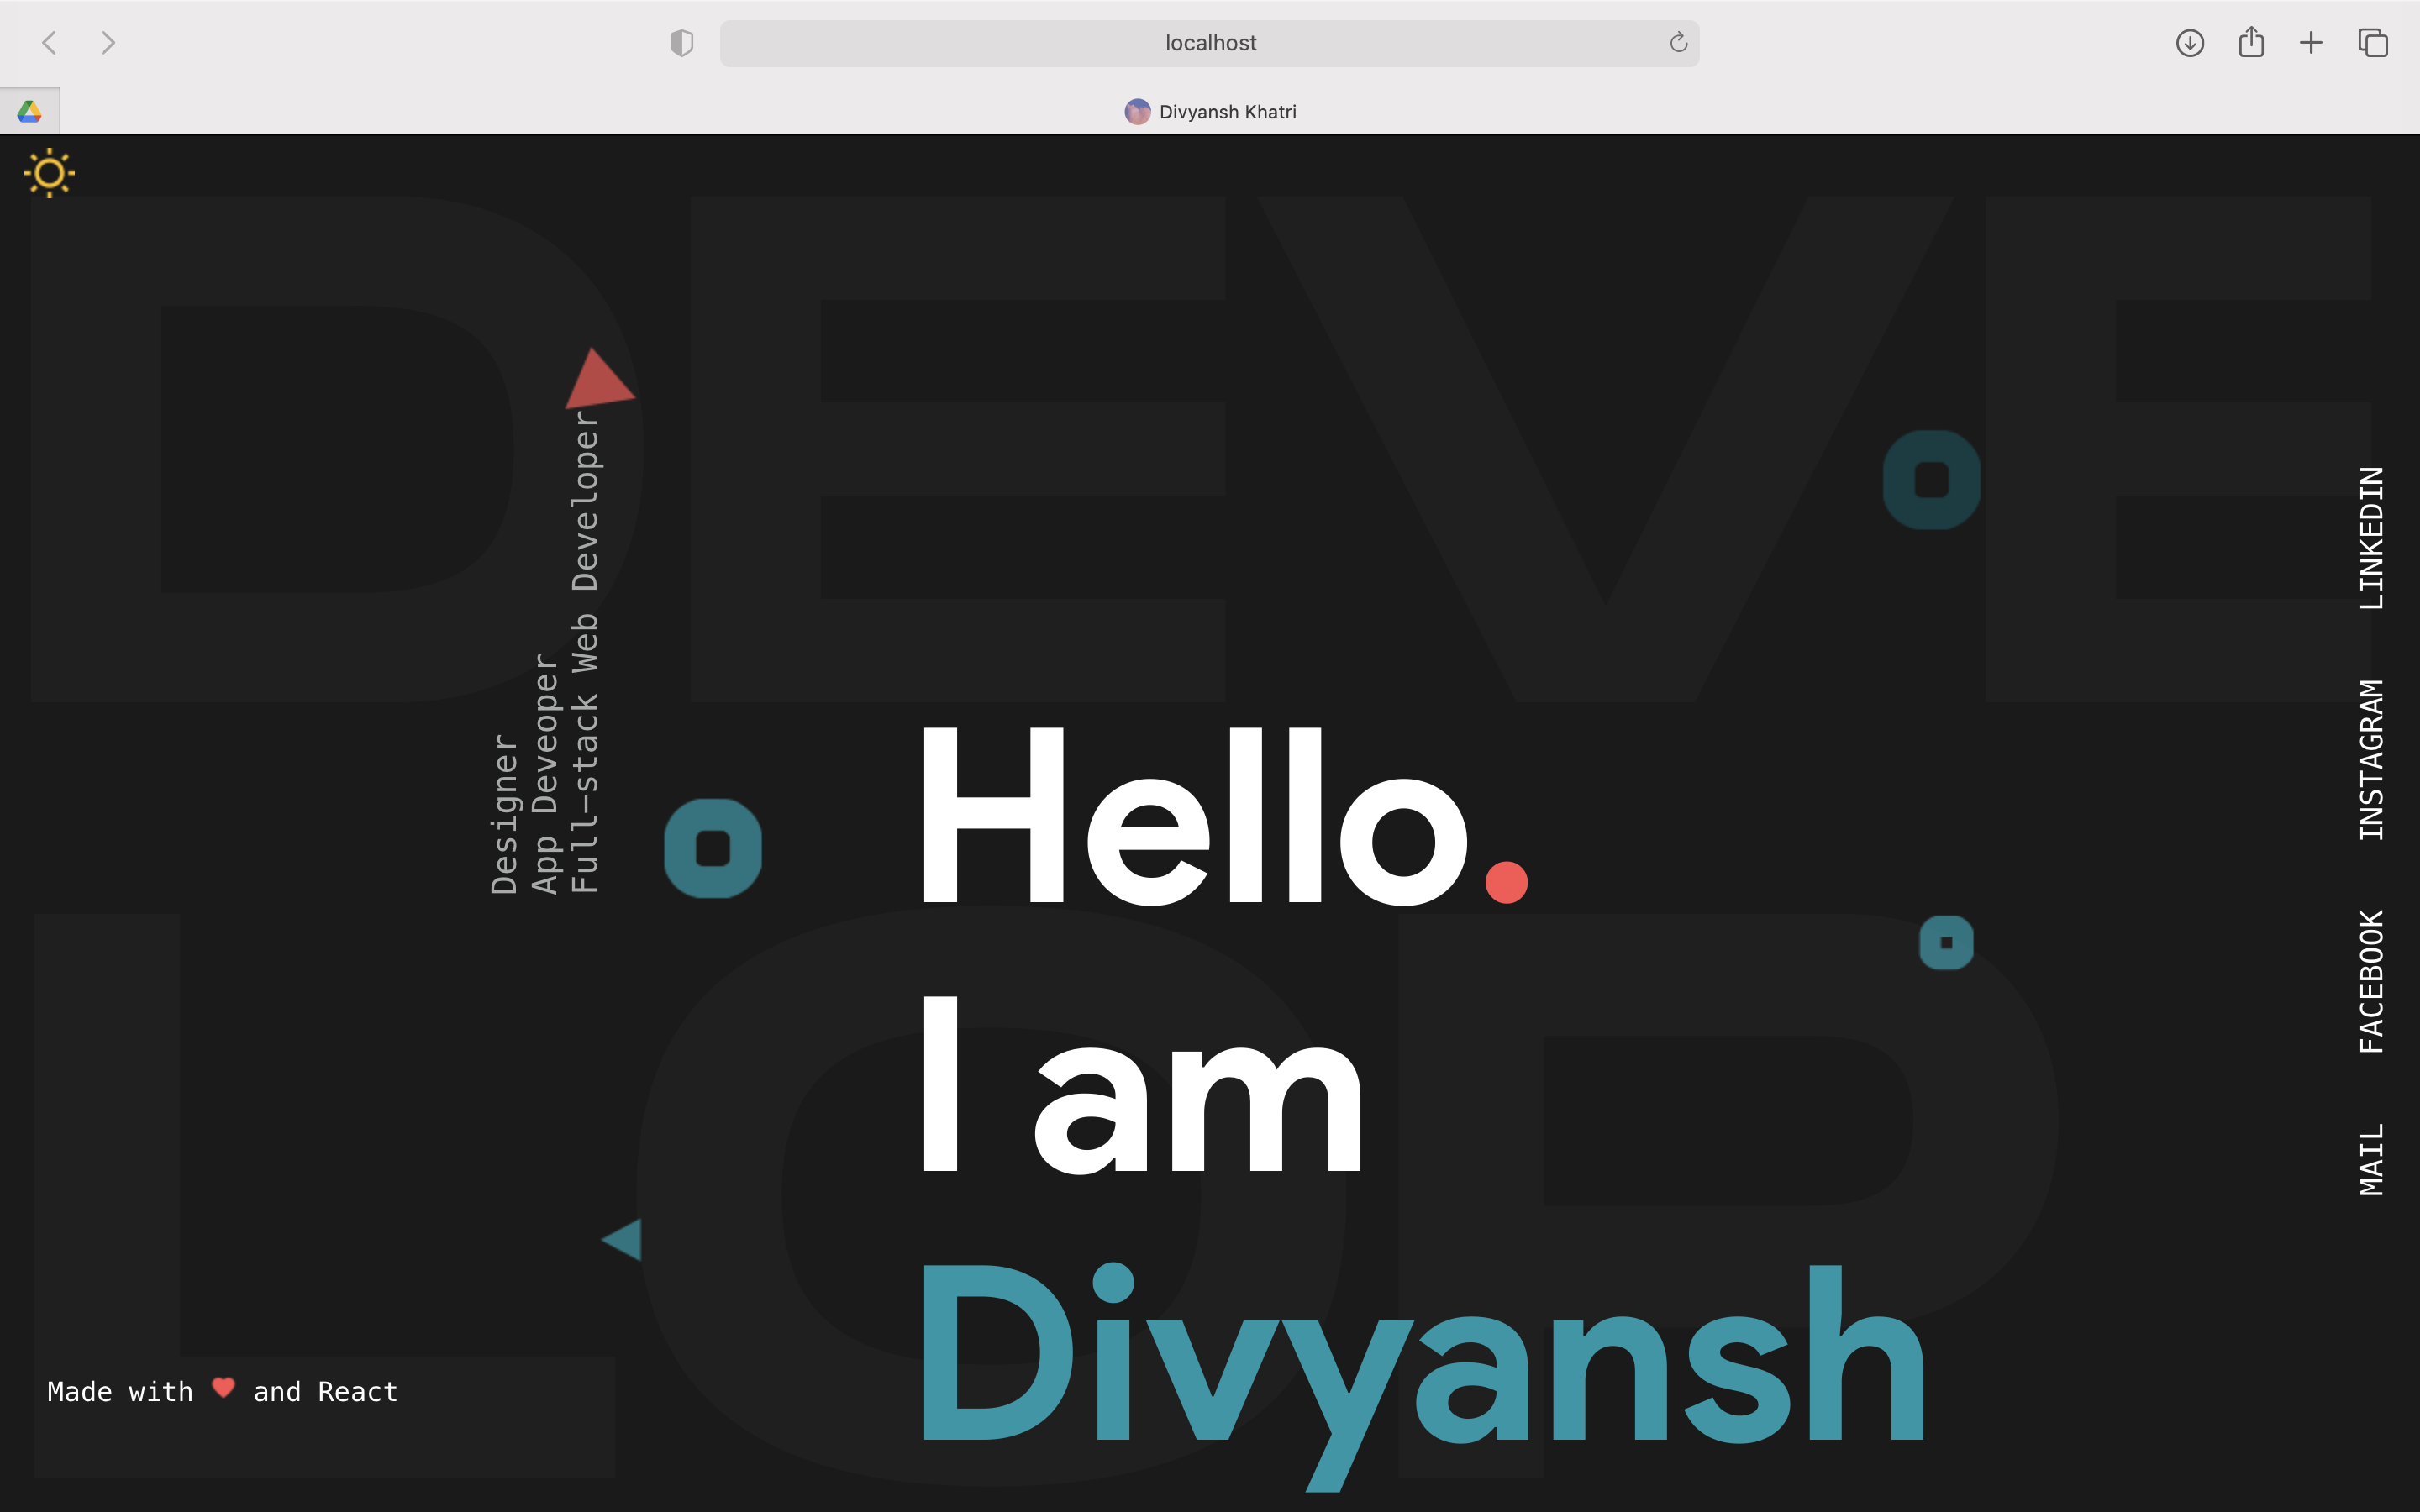 localhost
Divyansh Khatri
DEVE
LOP
Designer
App Deveoper
Full-stack Web Developer
Hello.
I am
Divyansh
LINKEDIN
INSTAGRAM
FACEBOOK
MAIL
Made with ❤️ and React